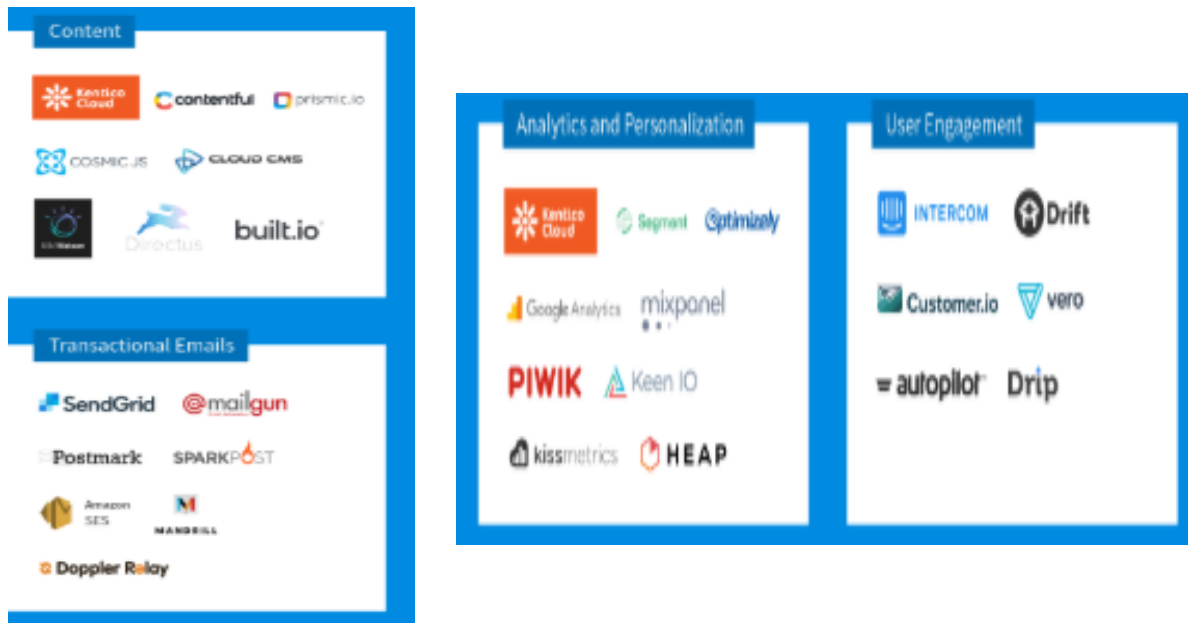 Content
Kentico Cloud
contentful
prismic.io
COSMIC JS
CLOUD CMS
Watson
Directus
built.io
Transactional Emails
SendGrid
@mailgun
Postmark
SPARKPOST
Amazon SES
MANDRILL
Doppler Relay
Analytics and Personalization
Kentico Cloud
Segment
Optimizely
Google Analytics
mixpanel
PIWIK
Keen IO
kissmetrics
HEAP
User Engagement
INTERCOM
Drift
Customer.io
vero
autopilot
Drip